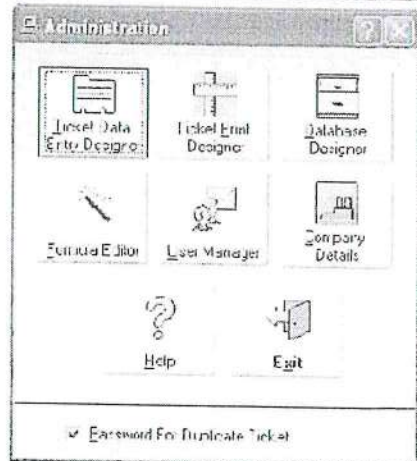 Administration
Ticket Data
Entry Designer
Ticket Print
Designer
Database
Designer
Formula Editor
User Manager
Company
Details
Help
Exit
Password For Duplicate Ticket